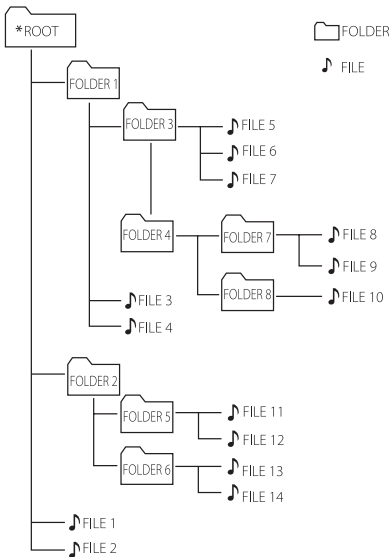 *ROOT
FOLDER
FILE
FOLDER 1
FOLDER 3
FILE 5
FILE 6
FILE 7
FOLDER 4
FOLDER 7
FILE 8
FILE 9
FOLDER 8
FILE 10
FILE 3
FILE 4
FOLDER 2
FOLDER 5
FILE 11
FILE 12
FOLDER 6
FILE 13
FILE 14
FILE 1
FILE 2